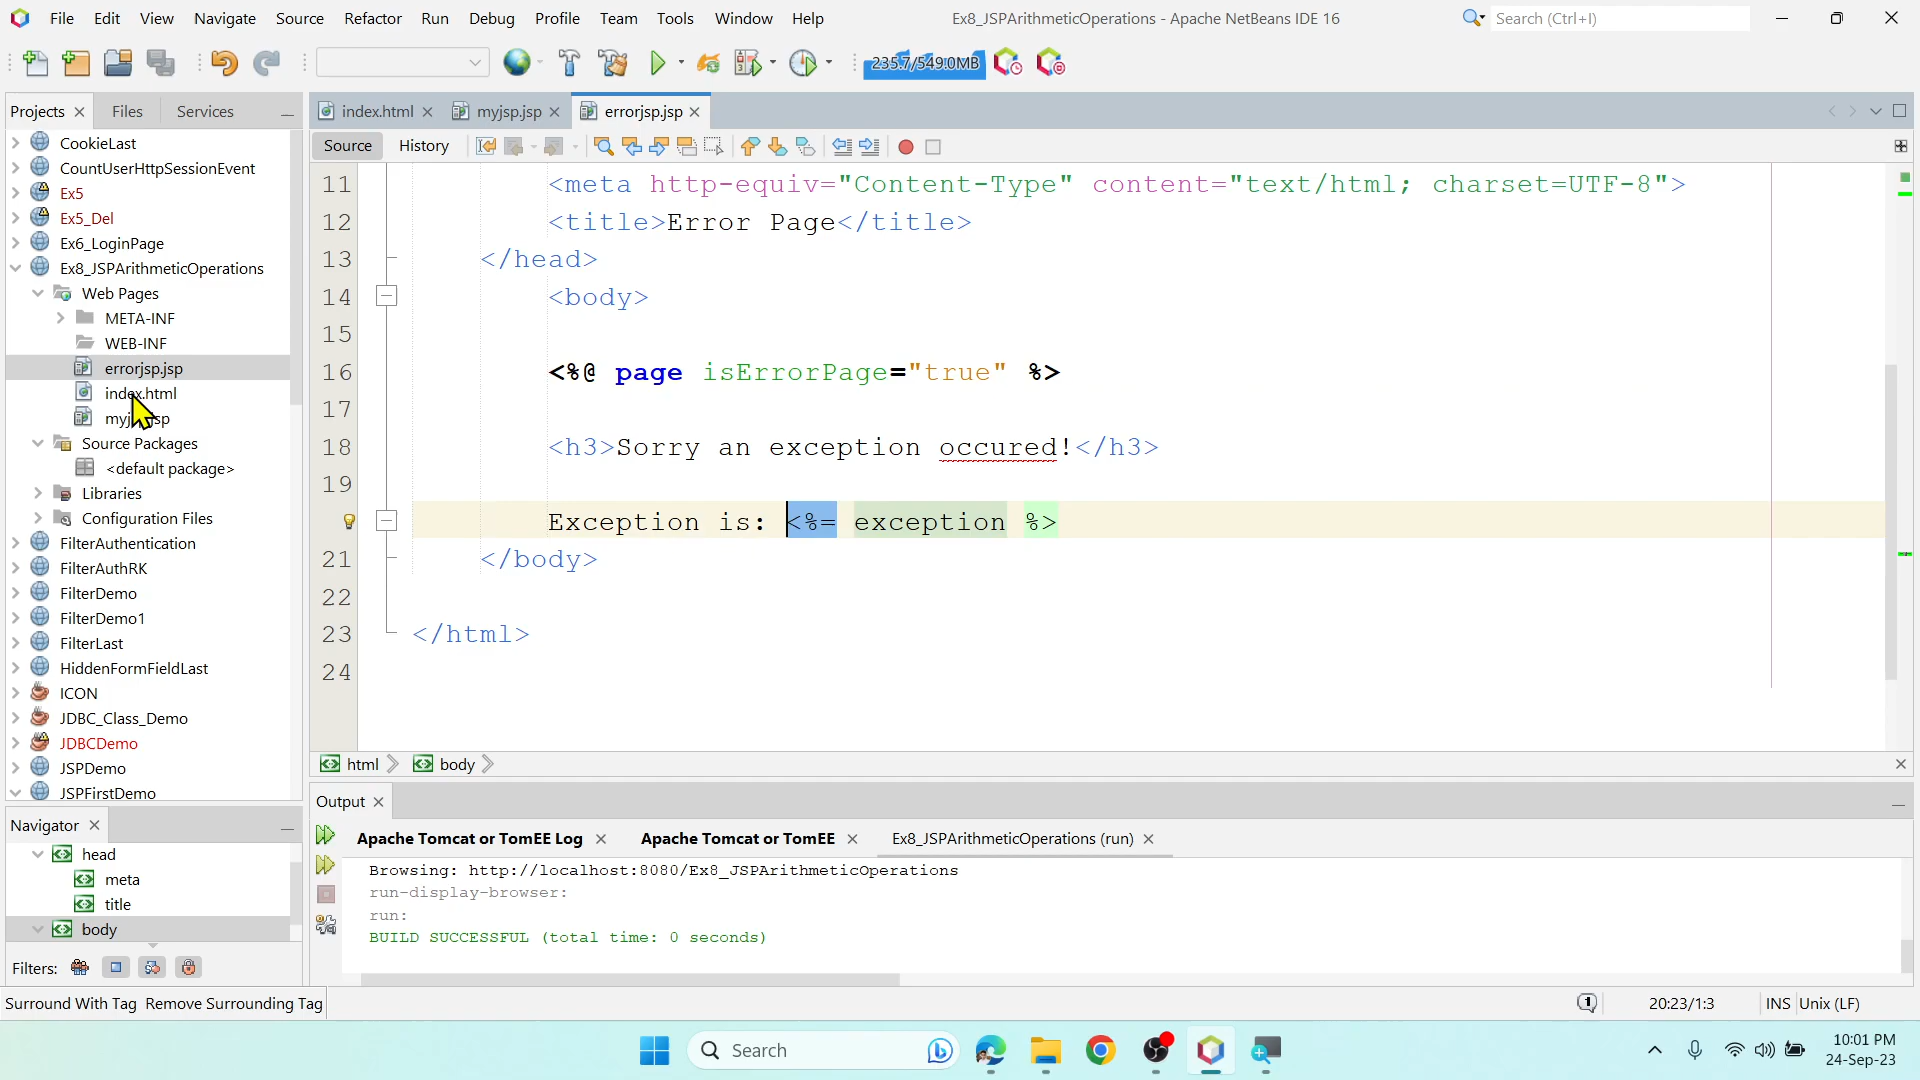 File Edit View Navigate Source Refactor Run Debug Profile Team Tools Window Help
Ex8_JSPArithmeticOperations - Apache NetBeans IDE 16
Search (Ctrl+I)
235.7/549.0MB
Projects Files Services
CookieLast
CountUserHttpSessionEvent
Ex5
Ex5_Del
Ex6_LoginPage
Ex8_JSPArithmeticOperations
Web Pages
META-INF
WEB-INF
errorjsp.jsp
index.html
Source Packages
<default package>
Libraries
Configuration Files
FilterAuthentication
FilterAuthRK
FilterDemo
FilterDemo1
FilterLast
HiddenFormFieldLast
ICON
JDBC_Class_Demo
JDBCDemo
JSPDemo
JSPFirstDemo
index.html myjsp.jsp errorjsp.jsp
Source History
11 <meta http-equiv="Content-Type" content="text/html; charset=UTF-8">
12 <title>Error Page</title>
13 </head>
14 <body>
15
16 <%@ page isErrorPage="true" %>
17
18 <h3>Sorry an exception occured!</h3>
19
Exception is: <%= exception %>
21 </body>
22
23 </html>
24
html body
Navigator
head
meta
title
body
Filters:
Output
Apache Tomcat or TomEE Log Apache Tomcat or TomEE Ex8_JSPArithmeticOperations (run)
Browsing: http://localhost:8080/Ex8_JSPArithmeticOperations
run-display-browser:
run:
BUILD SUCCESSFUL (total time: 0 seconds)
Surround With Tag Remove Surrounding Tag
1
20:23/1:3 INS Unix (LF)
Search
10:01 PM
24-Sep-23